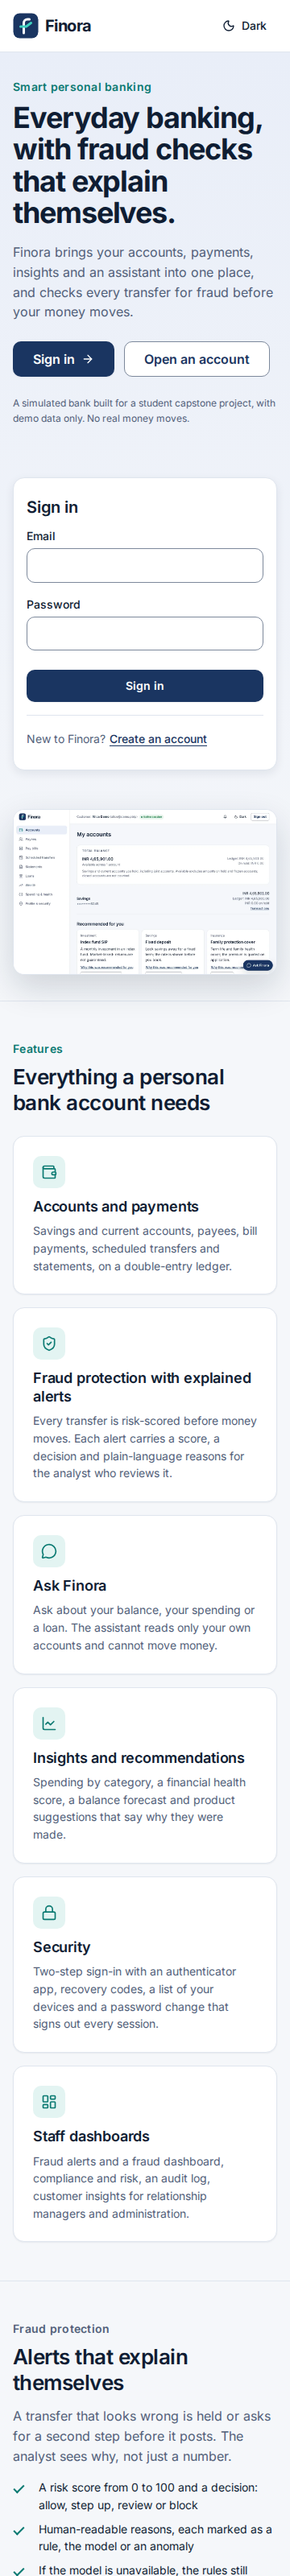 Finora
Dark
Smart personal banking
Everyday banking,
with fraud checks
that explain
themselves.
Finora brings your accounts, payments,
insights and an assistant into one place,
and checks every transfer for fraud before
your money moves.
Sign in
Open an account
A simulated bank built for a student capstone project, with
demo data only. No real money moves.
Sign in
Email
Password
Sign in
New to Finora? Create an account
Finora
My accounts
Recommended for you
Index fund SIP
Fixed deposit
Family protection cover
Features
Everything a personal
bank account needs
Accounts and payments
Savings and current accounts, payees, bill
payments, scheduled transfers and
statements, on a double-entry ledger.
Fraud protection with explained
alerts
Every transfer is risk-scored before money
moves. Each alert carries a score, a
decision and plain-language reasons for
the analyst who reviews it.
Ask Finora
Ask about your balance, your spending or
a loan. The assistant reads only your own
accounts and cannot move money.
Insights and recommendations
Spending by category, a financial health
score, a balance forecast and product
suggestions that say why they were
made.
Security
Two-step sign-in with an authenticator
app, recovery codes, a list of your
devices and a password change that
signs out every session.
Staff dashboards
Fraud alerts and a fraud dashboard,
compliance and risk, an audit log,
customer insights for relationship
managers and administration.
Fraud protection
Alerts that explain
themselves
A transfer that looks wrong is held or asks
for a second step before it posts. The
analyst sees why, not just a number.
A risk score from 0 to 100 and a decision:
allow, step up, review or block
Human-readable reasons, each marked as a
rule, the model or an anomaly
If the model is unavailable, the rules still